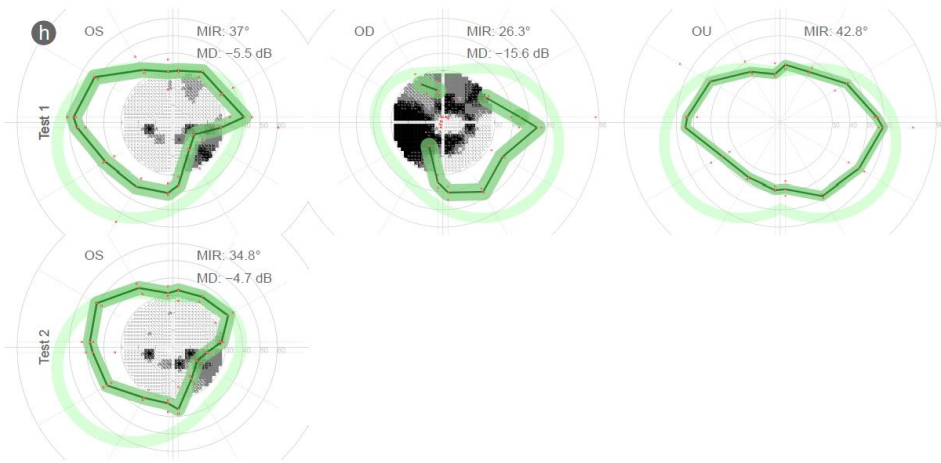 h
OS
MIR: 37°
MD: −5.5 dB
OD
MIR: 26.3°
MD: −15.6 dB
OU
MIR: 42.8°
Test 1
OS
MIR: 34.8°
MD: −4.7 dB
Test 2